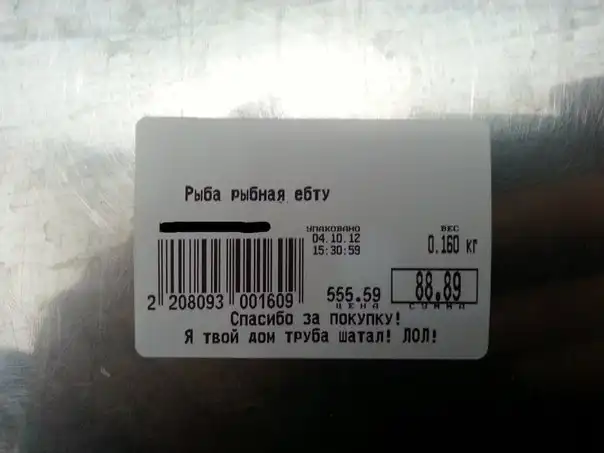 Рыба рыбная ебту
УПАКОВАНО
04.10.12
15:30:59
ВЕС
0.160 кг
2 208093 001609
555.59
ЦЕНА
88.89
СУММА
Спасибо за покупку!
Я твой дом труба шатал! ЛОЛ!